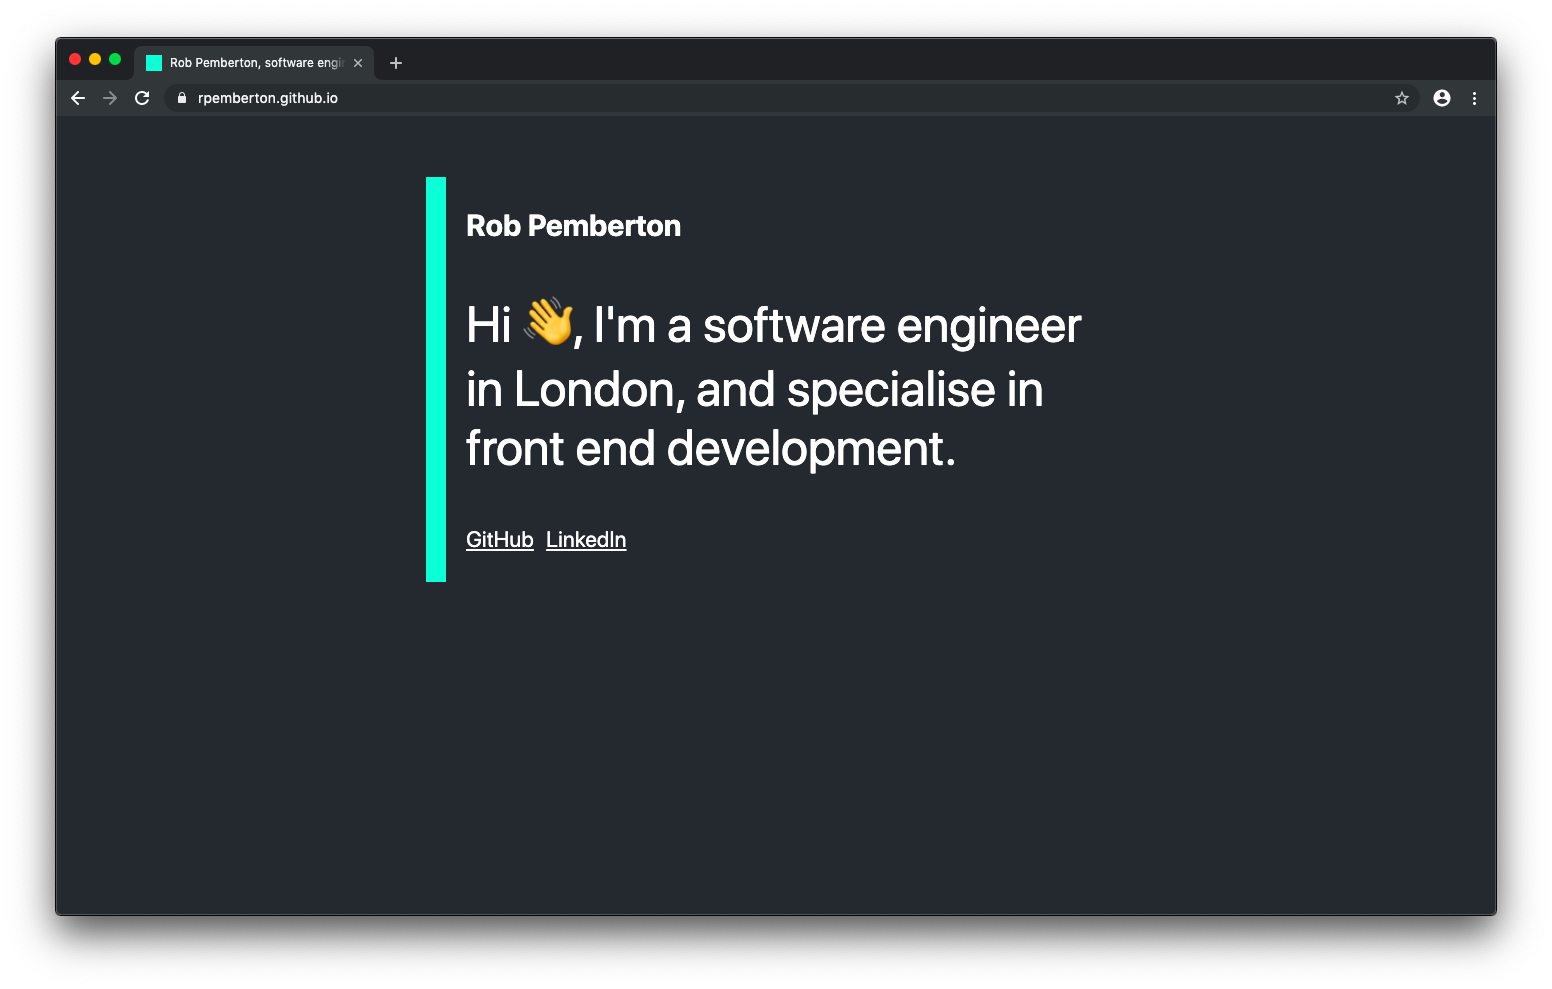 Rob Pemberton, software engin
rpemberton.github.io
Rob Pemberton
Hi 👋, I'm a software engineer
in London, and specialise in
front end development.
GitHub LinkedIn